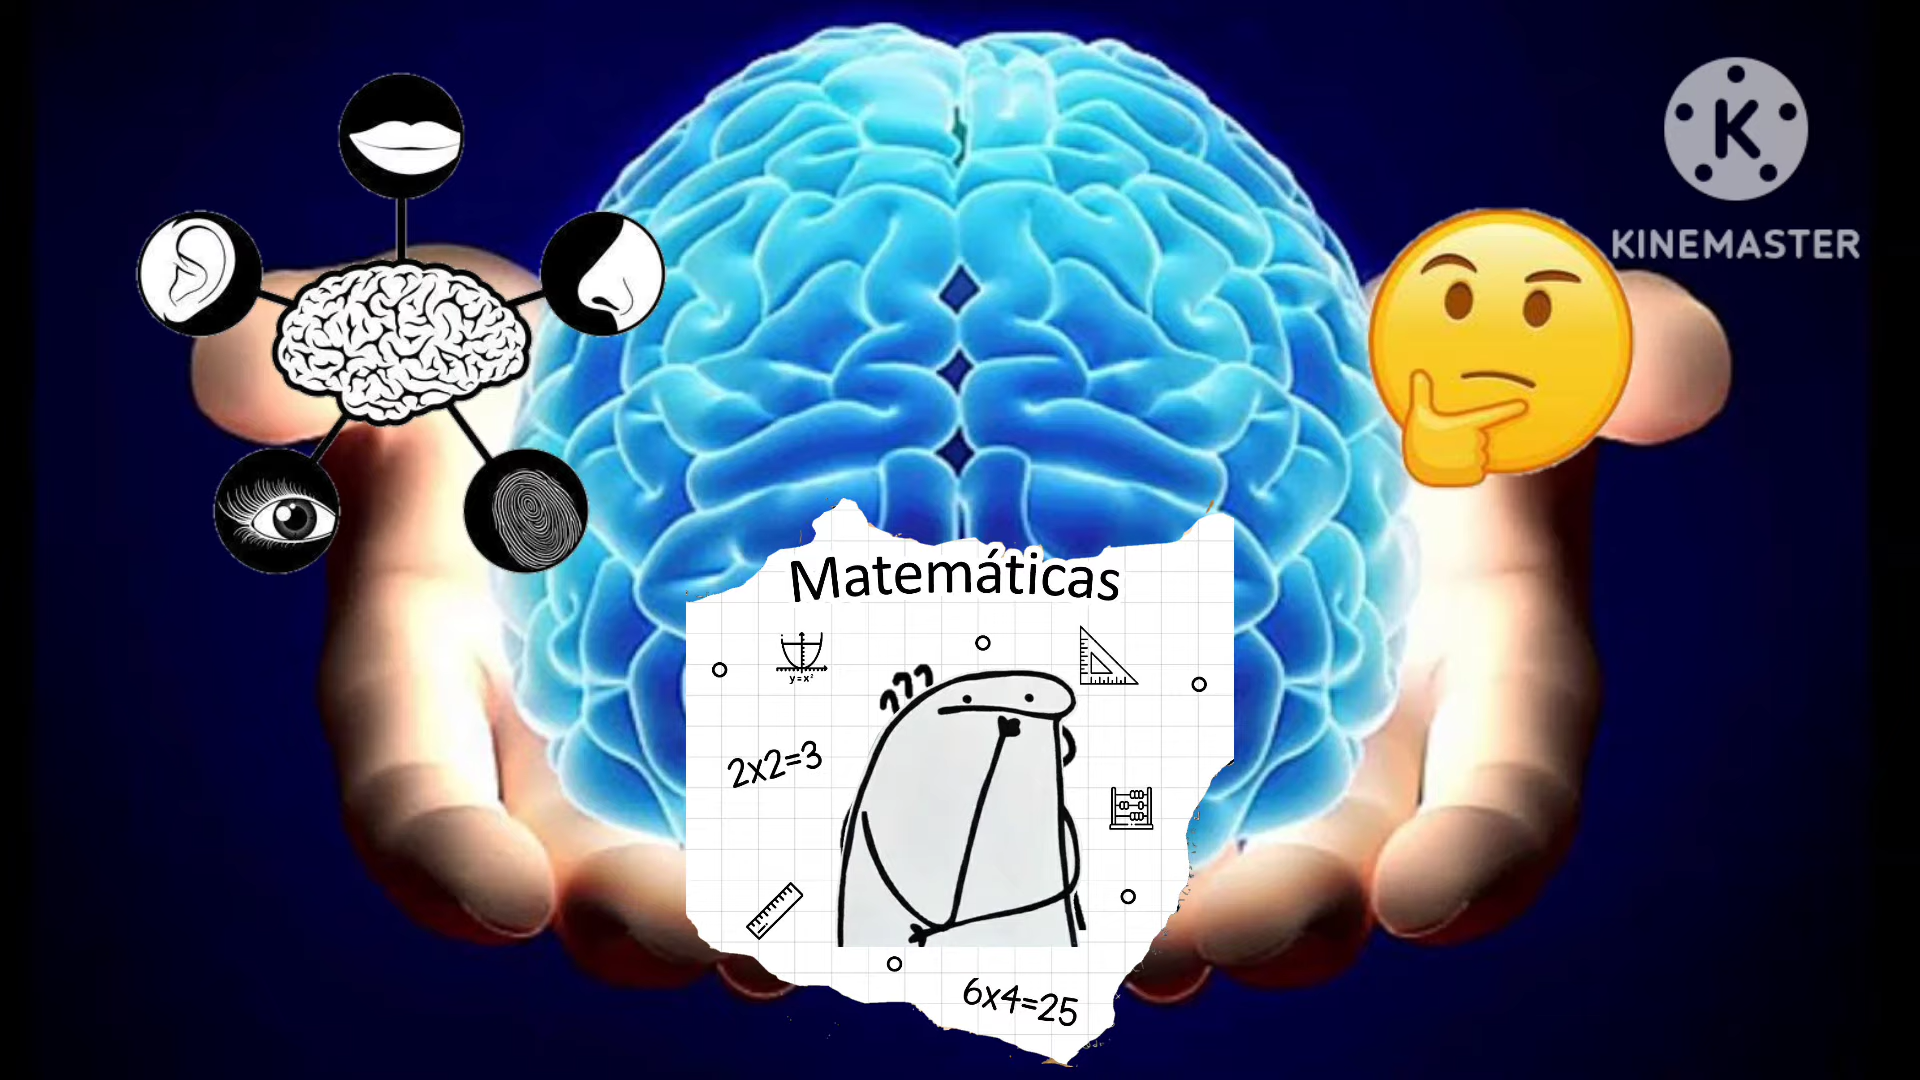 K
KINEMASTER
Matemáticas
y=x²
2x2=3
6x4=25